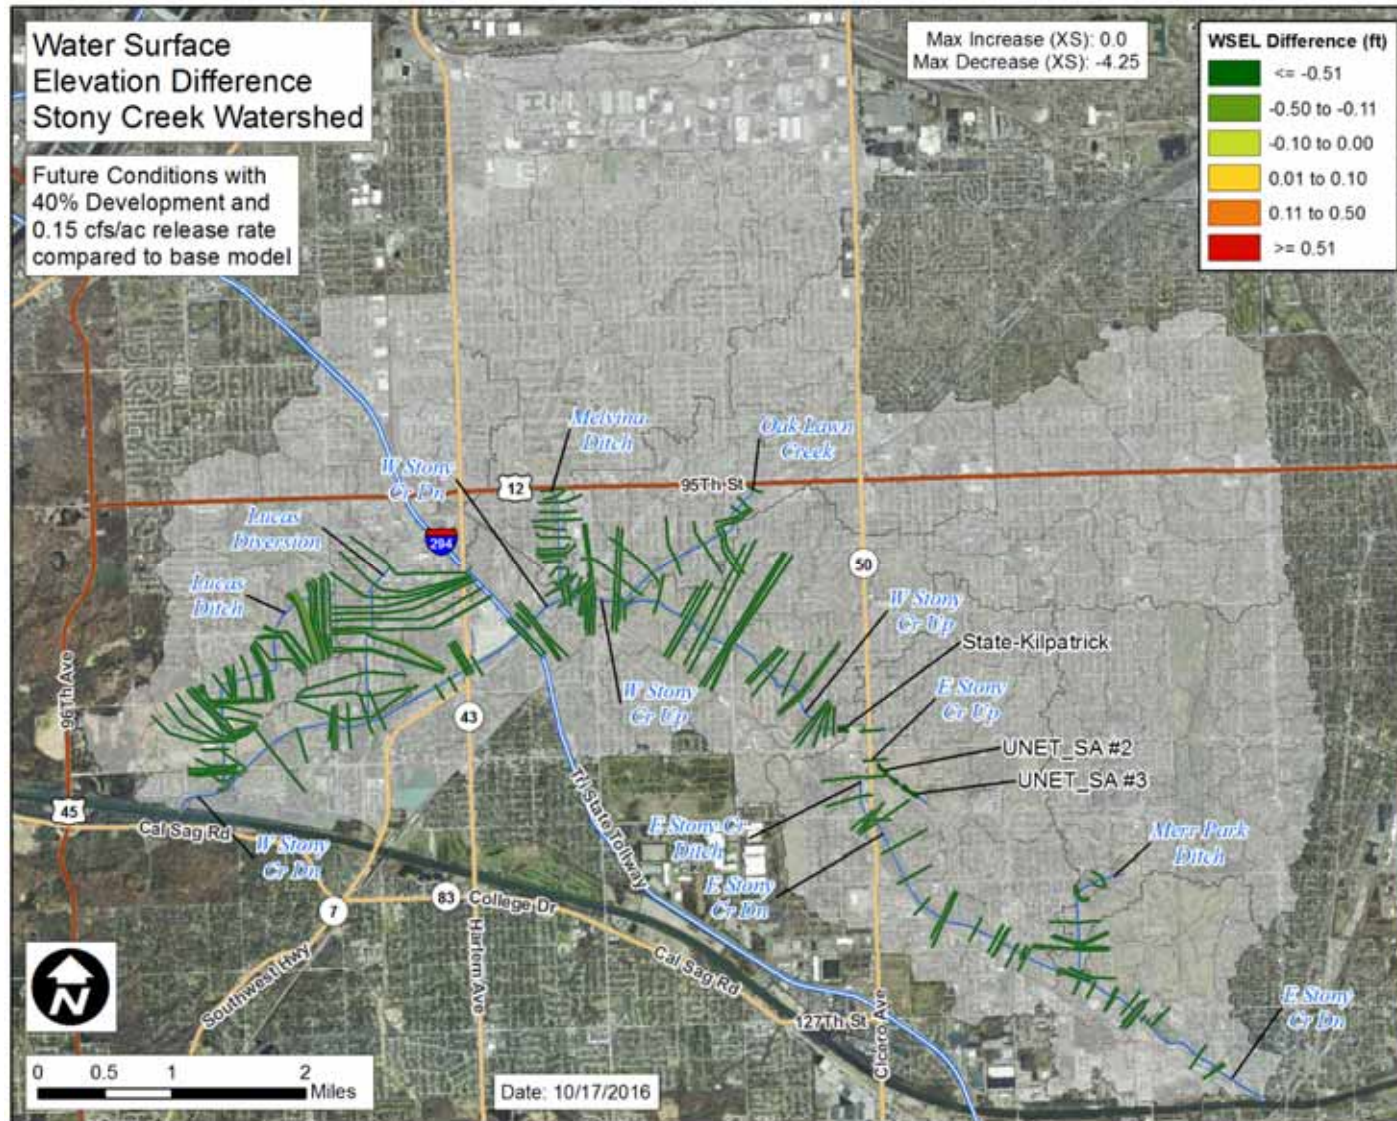 Water Surface
Elevation Difference
Stony Creek Watershed
Future Conditions with
40% Development and
0.15 cfs/ac release rate
compared to base model
Max Increase (XS): 0.0
Max Decrease (XS): -4.25
WSEL Difference (ft)
<= -0.51
-0.50 to -0.11
-0.10 to 0.00
0.01 to 0.10
0.11 to 0.50
>= 0.51
Melvina
Ditch
Oak Lawn
Creek
W Stony
Cr Dn
12
95Th St
Lucas
Diversion
294
50
Lucas
Ditch
W Stony
Cr Up
State-Kilpatrick
96Th Ave
W Stony
Cr Up
E Stony
Cr Up
43
UNET_SA #2
UNET_SA #3
Tri State Tollway
45
Cal Sag Rd
W Stony
Cr Dn
E Stony Cr
Ditch
Merr Park
Ditch
E Stony
Cr Dn
7
83
College Dr
Harlem Ave
Southwest Hwy
Cal Sag Rd
127Th St
Cicero Ave
E Stony
Cr Dn
N
0 0.5 1 2
Miles
Date: 10/17/2016